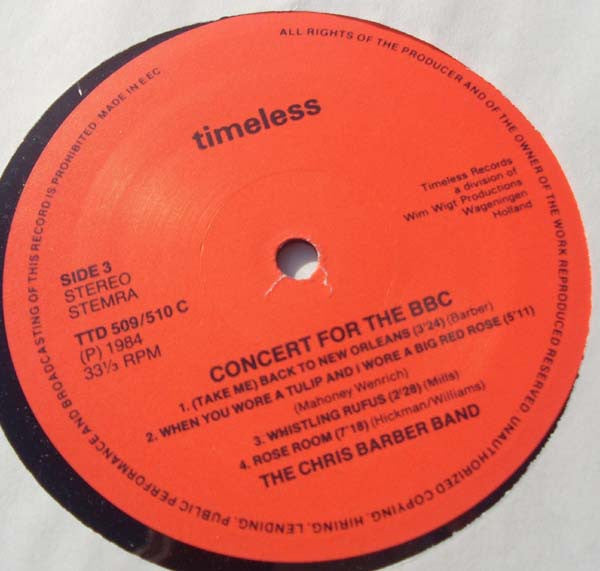 ALL RIGHTS OF THE PRODUCER AND OF THE OWNER OF THE WORK REPRODUCED RESERVED. UNAUTHORIZED COPYING, HIRING, LENDING, PUBLIC PERFORMANCE AND BROADCASTING OF THIS RECORD IS PROHIBITED. MADE IN EEC
timeless
Timeless Records
a division of
Wim Wigt Productions
Wageningen
Holland
SIDE 3
STEREO
STEMRA
TTD 509/510 C
(P) 1984
33⅓ RPM
CONCERT FOR THE BBC
1. (TAKE ME) BACK TO NEW ORLEANS (3'24) (Barber)
2. WHEN YOU WORE A TULIP AND I WORE A BIG RED ROSE (5'11)
(Mahoney Wenrich)
3. WHISTLING RUFUS (2'28) (Mills)
4. ROSE ROOM (7'18) (Hickman/Williams)
THE CHRIS BARBER BAND